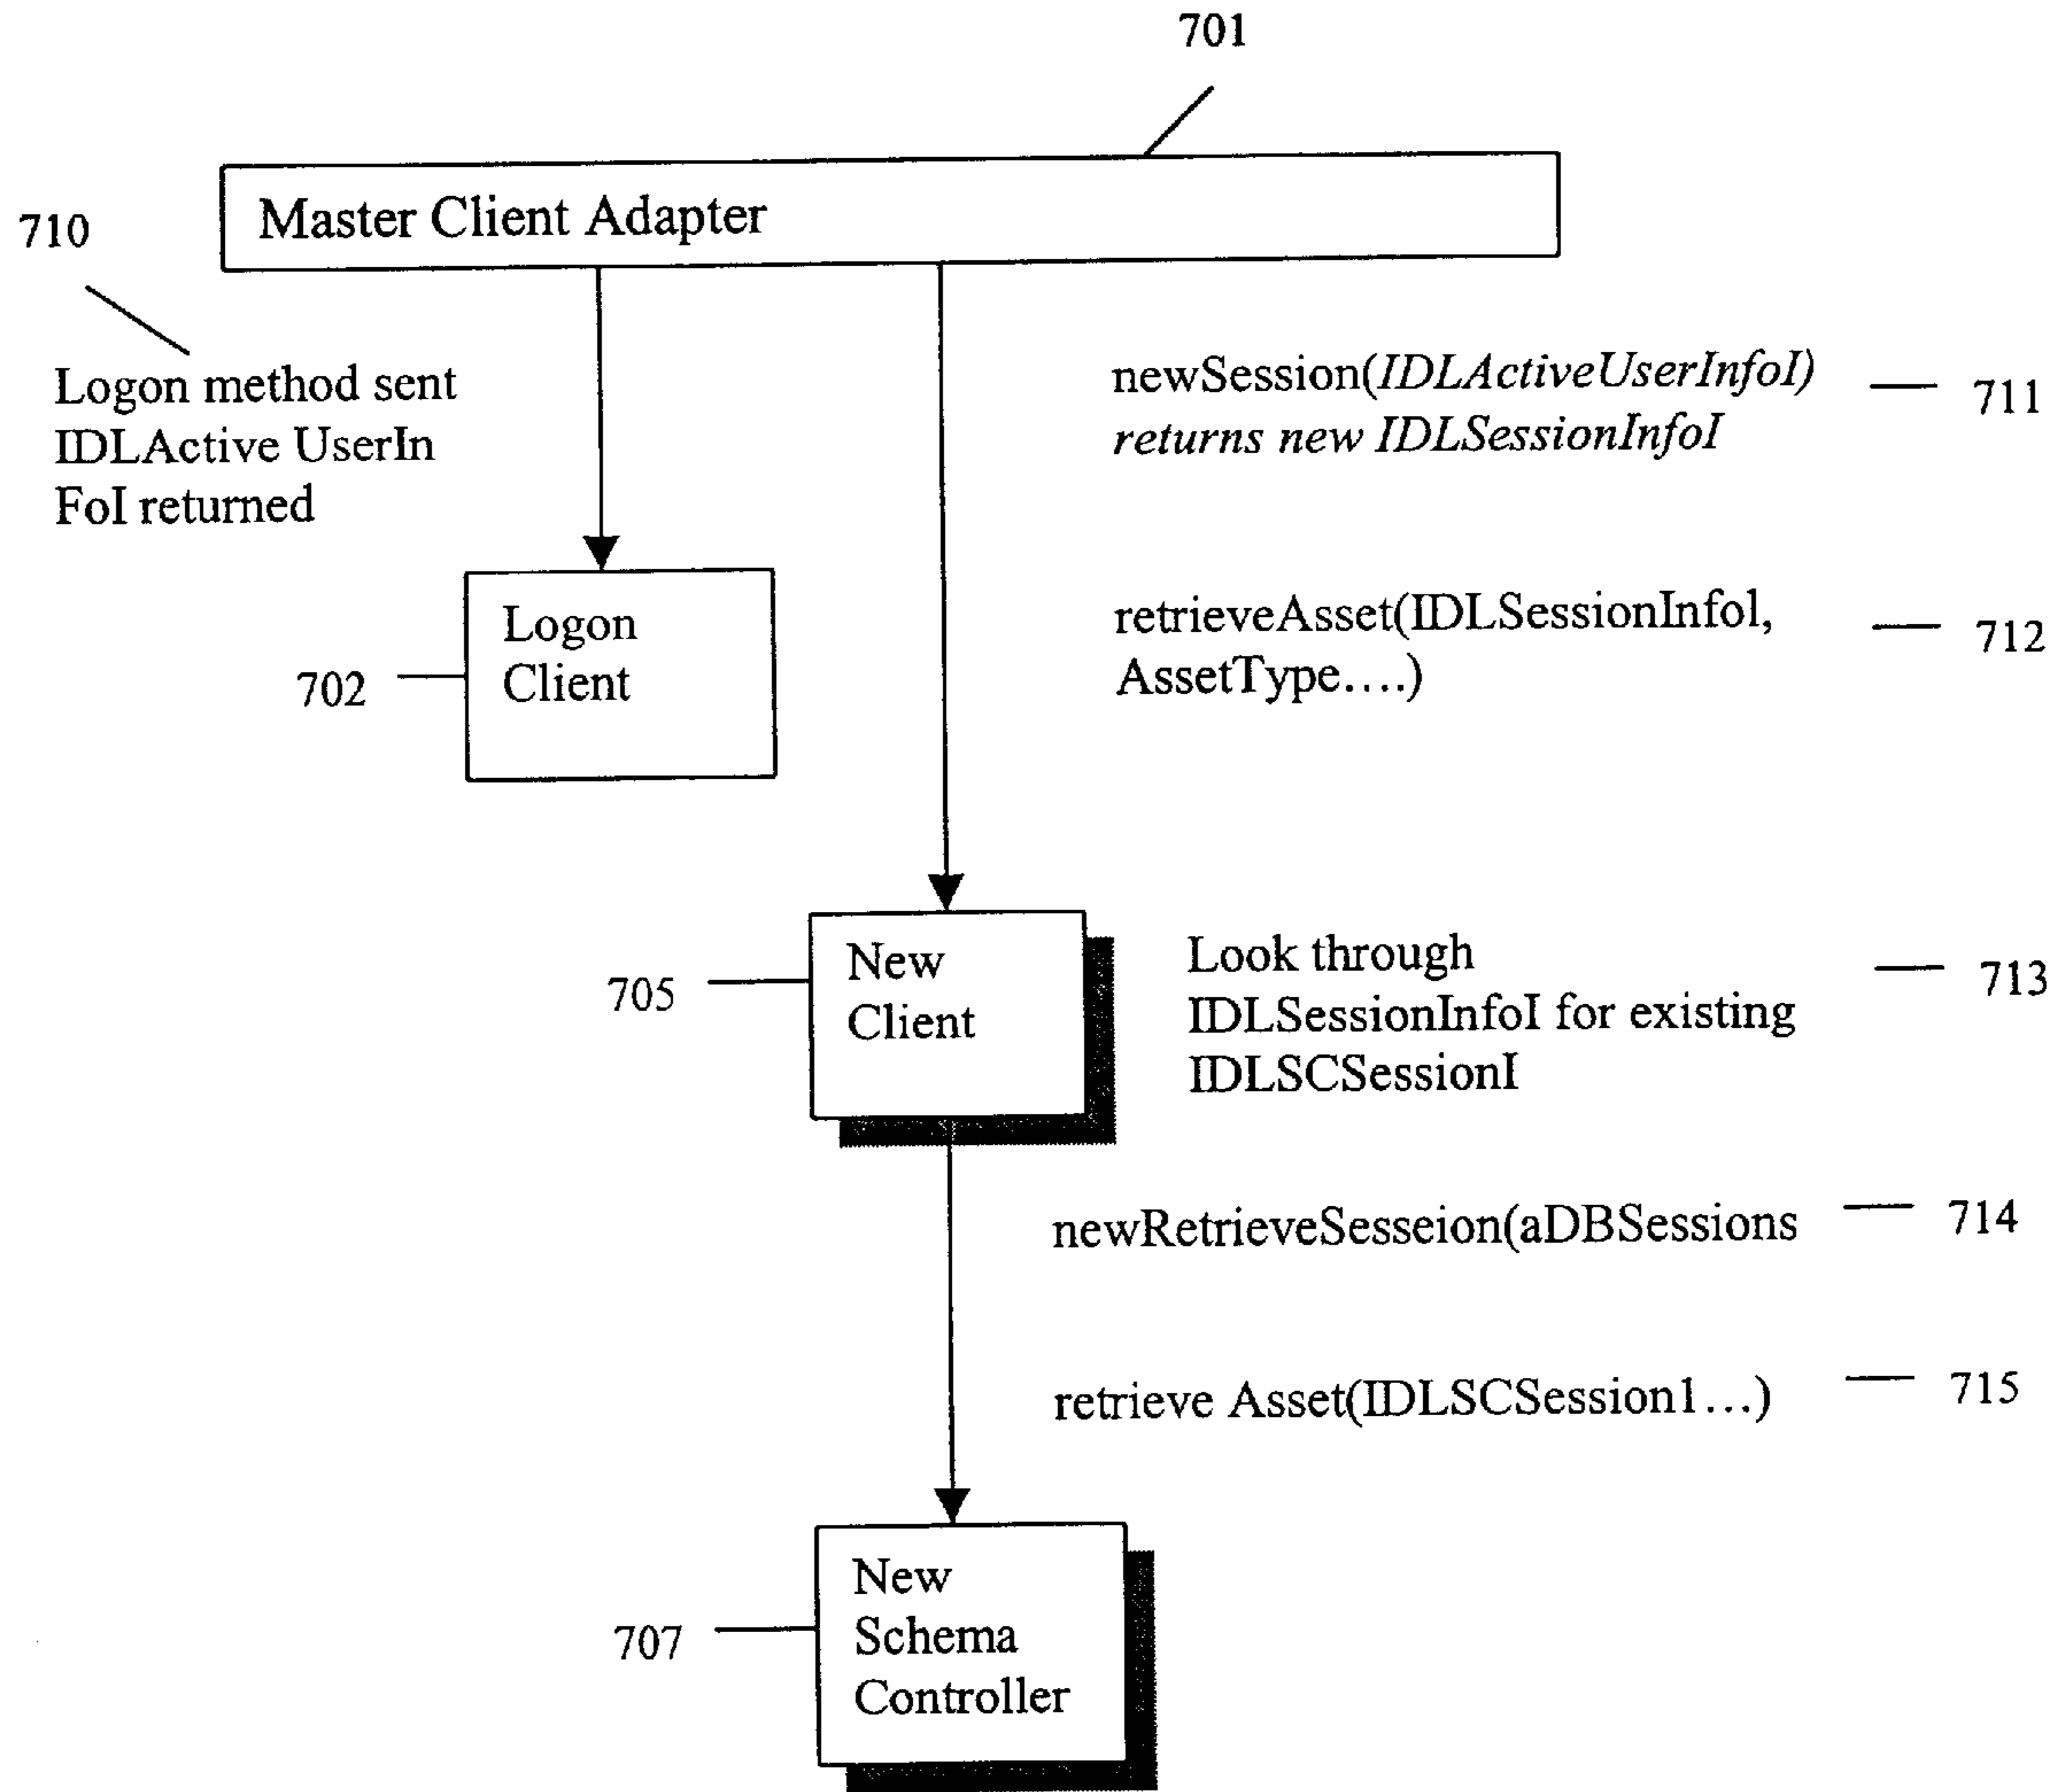 701
Master Client Adapter
710
Logon method sent
IDLActive UserIn
FoI returned
newSession(IDLActiveUserInfoI)
returns new IDLSessionInfoI
711
Logon
Client
702
retrieveAsset(IDLSessionInfol,
AssetType....)
712
New
Client
705
Look through
IDLSessionInfoI for existing
IDLSCSessionI
713
newRetrieveSesseion(aDBSessions
714
retrieve Asset(IDLSCSession1...)
715
New
Schema
Controller
707